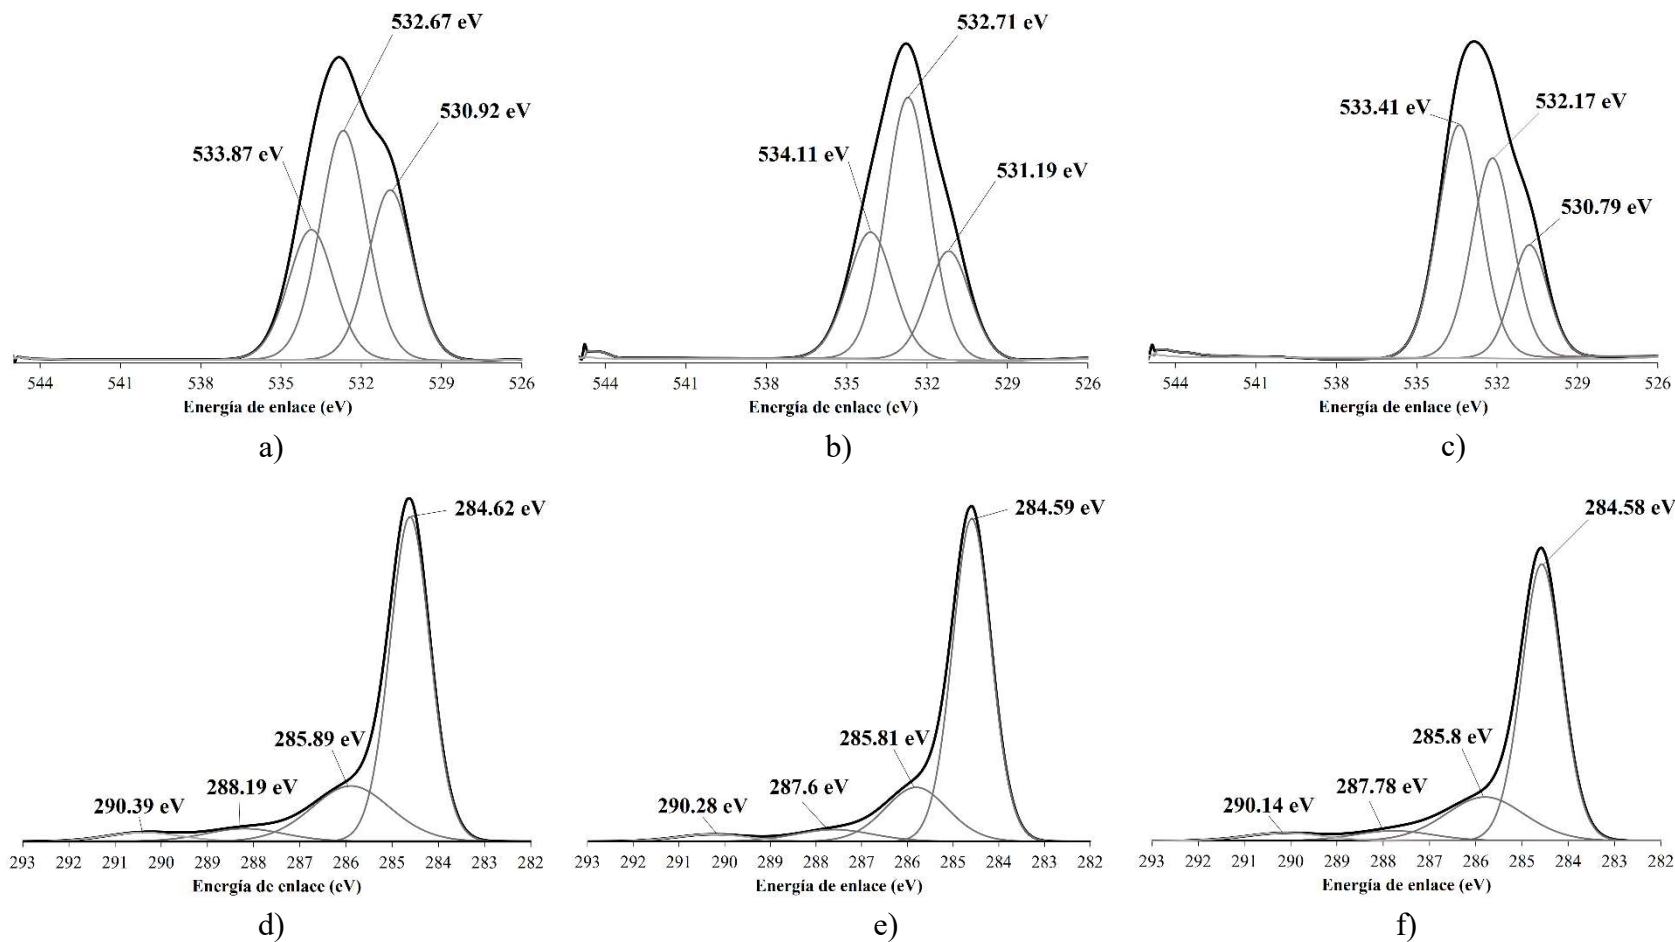 532.67 eV
530.92 eV
533.87 eV
544 541 538 535 532 529 526
Energía de enlace (eV)
a)
532.71 eV
534.11 eV
531.19 eV
544 541 538 535 532 529 526
Energía de enlace (eV)
b)
533.41 eV
532.17 eV
530.79 eV
544 541 538 535 532 529 526
Energía de enlace (eV)
c)
284.62 eV
285.89 eV
288.19 eV
290.39 eV
293 292 291 290 289 288 287 286 285 284 283 282
Energía de enlace (eV)
d)
284.59 eV
285.81 eV
287.6 eV
290.28 eV
293 292 291 290 289 288 287 286 285 284 283 282
Energía de enlace (eV)
e)
284.58 eV
285.8 eV
287.78 eV
290.14 eV
293 292 291 290 289 288 287 286 285 284 283 282
Energía de enlace (eV)
f)